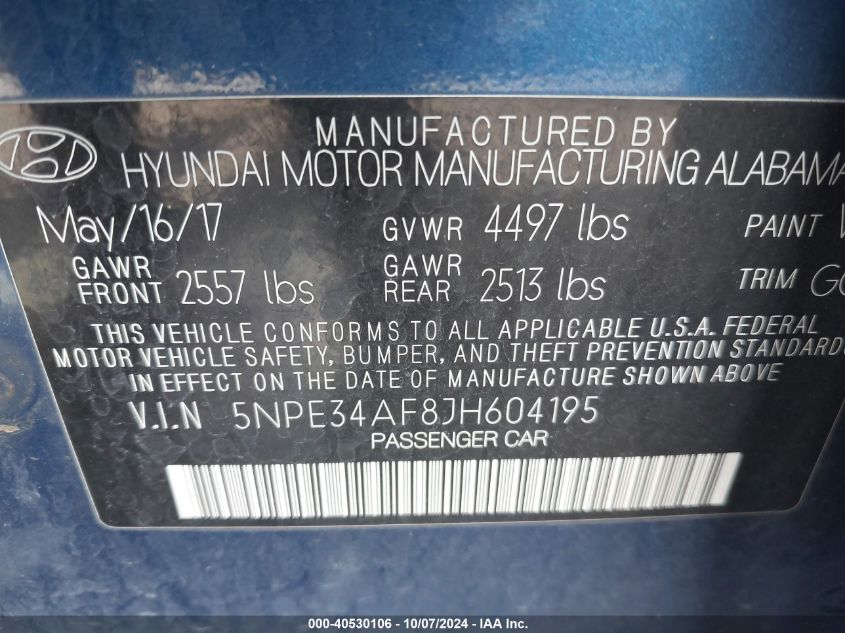 MANUFACTURED BY
HYUNDAI MOTOR MANUFACTURING ALABAMA
May/16/17 GVWR 4497 lbs PAINT
GAWR FRONT 2557 lbs GAWR REAR 2513 lbs TRIM
THIS VEHICLE CONFORMS TO ALL APPLICABLE U.S.A. FEDERAL
MOTOR VEHICLE SAFETY, BUMPER, AND THEFT PREVENTION STANDARD
IN EFFECT ON THE DATE OF MANUFACTURE SHOWN ABOVE
V.I.N 5NPE34AF8JH604195
PASSENGER CAR
000-40530106 - 10/07/2024 - IAA Inc.